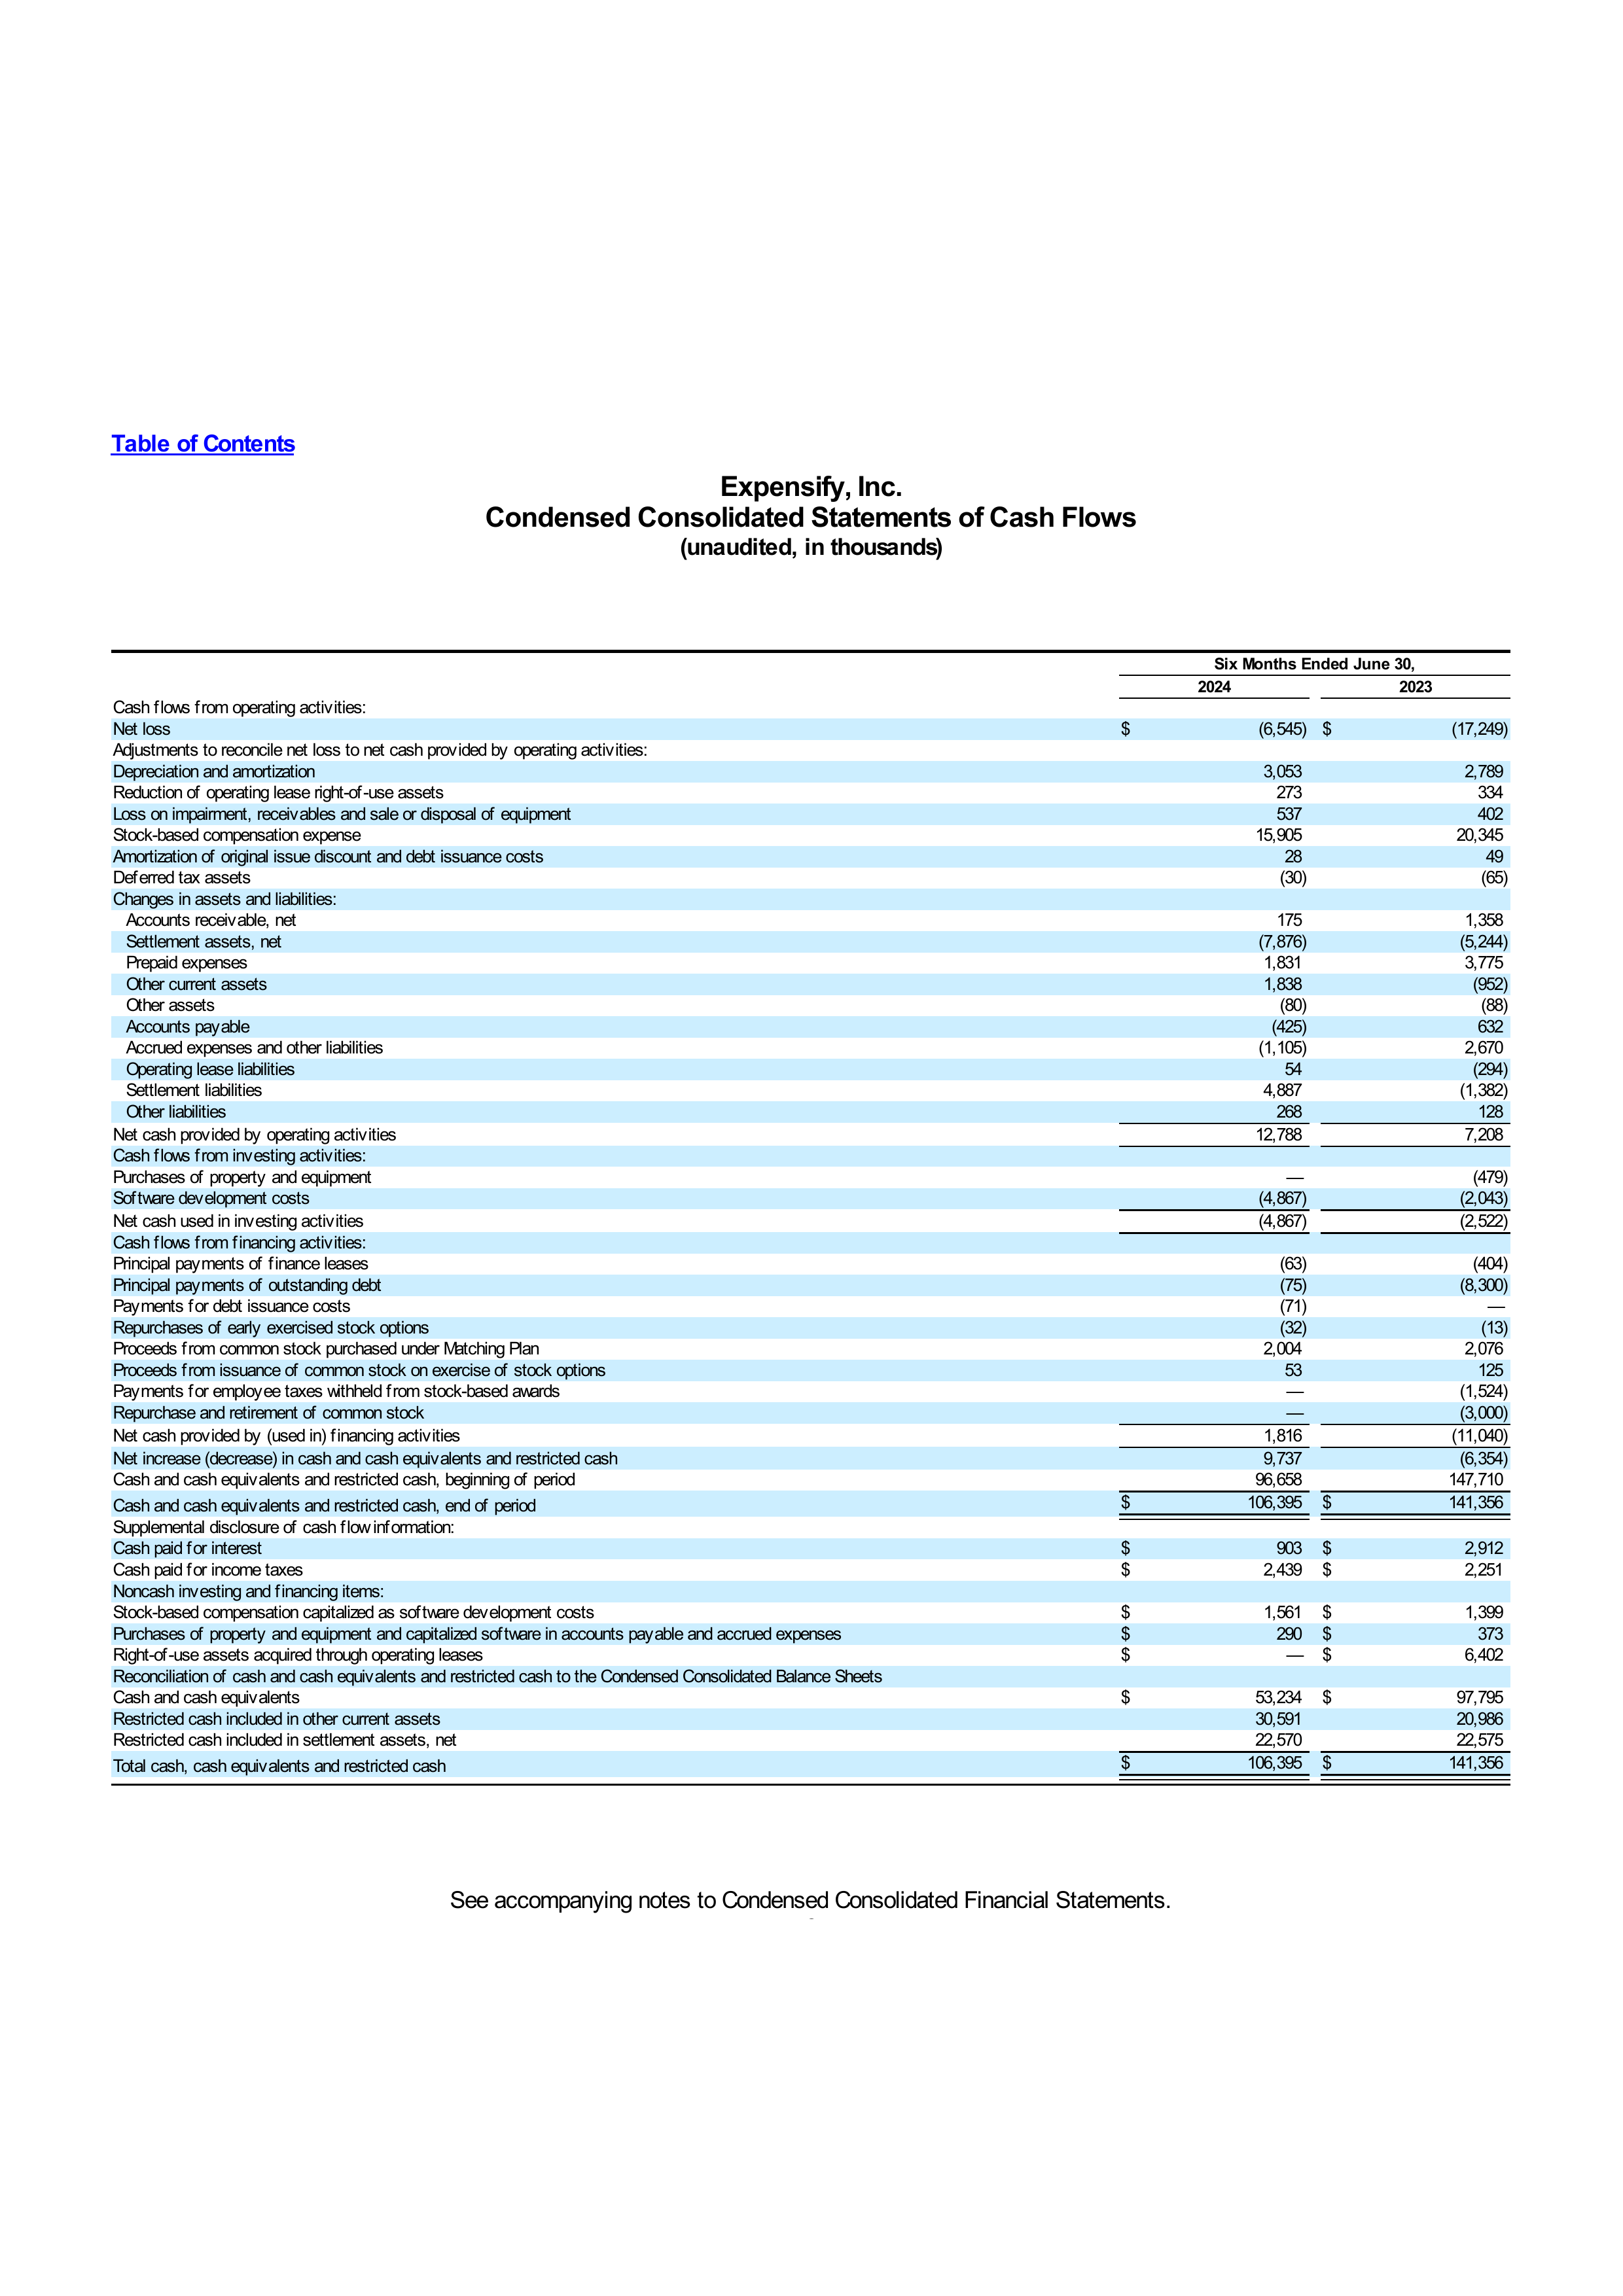 Table of Contents
Expensify, Inc.
Condensed Consolidated Statements of Cash Flows
(unaudited, in thousands)
Six Months Ended June 30,
2024 2023
Cash flows from operating activities:
Net loss $ (6,545) $ (17,249)
Adjustments to reconcile net loss to net cash provided by operating activities:
Depreciation and amortization 3,053 2,789
Reduction of operating lease right-of-use assets 273 334
Loss on impairment, receivables and sale or disposal of equipment 537 402
Stock-based compensation expense 15,905 20,345
Amortization of original issue discount and debt issuance costs 28 49
Deferred tax assets (30) (65)
Changes in assets and liabilities:
Accounts receivable, net 175 1,358
Settlement assets, net (7,876) (5,244)
Prepaid expenses 1,831 3,775
Other current assets 1,838 (952)
Other assets (80) (88)
Accounts payable (425) 632
Accrued expenses and other liabilities (1,105) 2,670
Operating lease liabilities 54 (294)
Settlement liabilities 4,887 (1,382)
Other liabilities 268 128
Net cash provided by operating activities 12,788 7,208
Cash flows from investing activities:
Purchases of property and equipment — (479)
Software development costs (4,867) (2,043)
Net cash used in investing activities (4,867) (2,522)
Cash flows from financing activities:
Principal payments of finance leases (63) (404)
Principal payments of outstanding debt (75) (8,300)
Payments for debt issuance costs (71) —
Repurchases of early exercised stock options (32) (13)
Proceeds from common stock purchased under Matching Plan 2,004 2,076
Proceeds from issuance of common stock on exercise of stock options 53 125
Payments for employee taxes withheld from stock-based awards — (1,524)
Repurchase and retirement of common stock — (3,000)
Net cash provided by (used in) financing activities 1,816 (11,040)
Net increase (decrease) in cash and cash equivalents and restricted cash 9,737 (6,354)
Cash and cash equivalents and restricted cash, beginning of period 96,658 147,710
Cash and cash equivalents and restricted cash, end of period $ 106,395 $ 141,356
Supplemental disclosure of cash flow information:
Cash paid for interest $ 903 $ 2,912
Cash paid for income taxes $ 2,439 $ 2,251
Noncash investing and financing items:
Stock-based compensation capitalized as software development costs $ 1,561 $ 1,399
Purchases of property and equipment and capitalized software in accounts payable and accrued expenses $ 290 $ 373
Right-of-use assets acquired through operating leases $ — $ 6,402
Reconciliation of cash and cash equivalents and restricted cash to the Condensed Consolidated Balance Sheets
Cash and cash equivalents $ 53,234 $ 97,795
Restricted cash included in other current assets 30,591 20,986
Restricted cash included in settlement assets, net 22,570 22,575
Total cash, cash equivalents and restricted cash $ 106,395 $ 141,356
See accompanying notes to Condensed Consolidated Financial Statements.